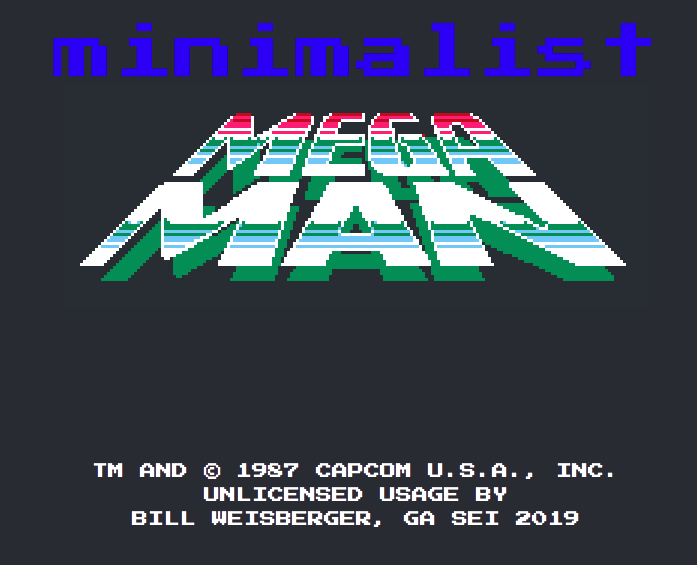 minimalist
MEGA
MAN
TM AND © 1987 CAPCOM U.S.A., INC.
UNLICENSED USAGE BY
BILL WEISBERGER, GA SEI 2019